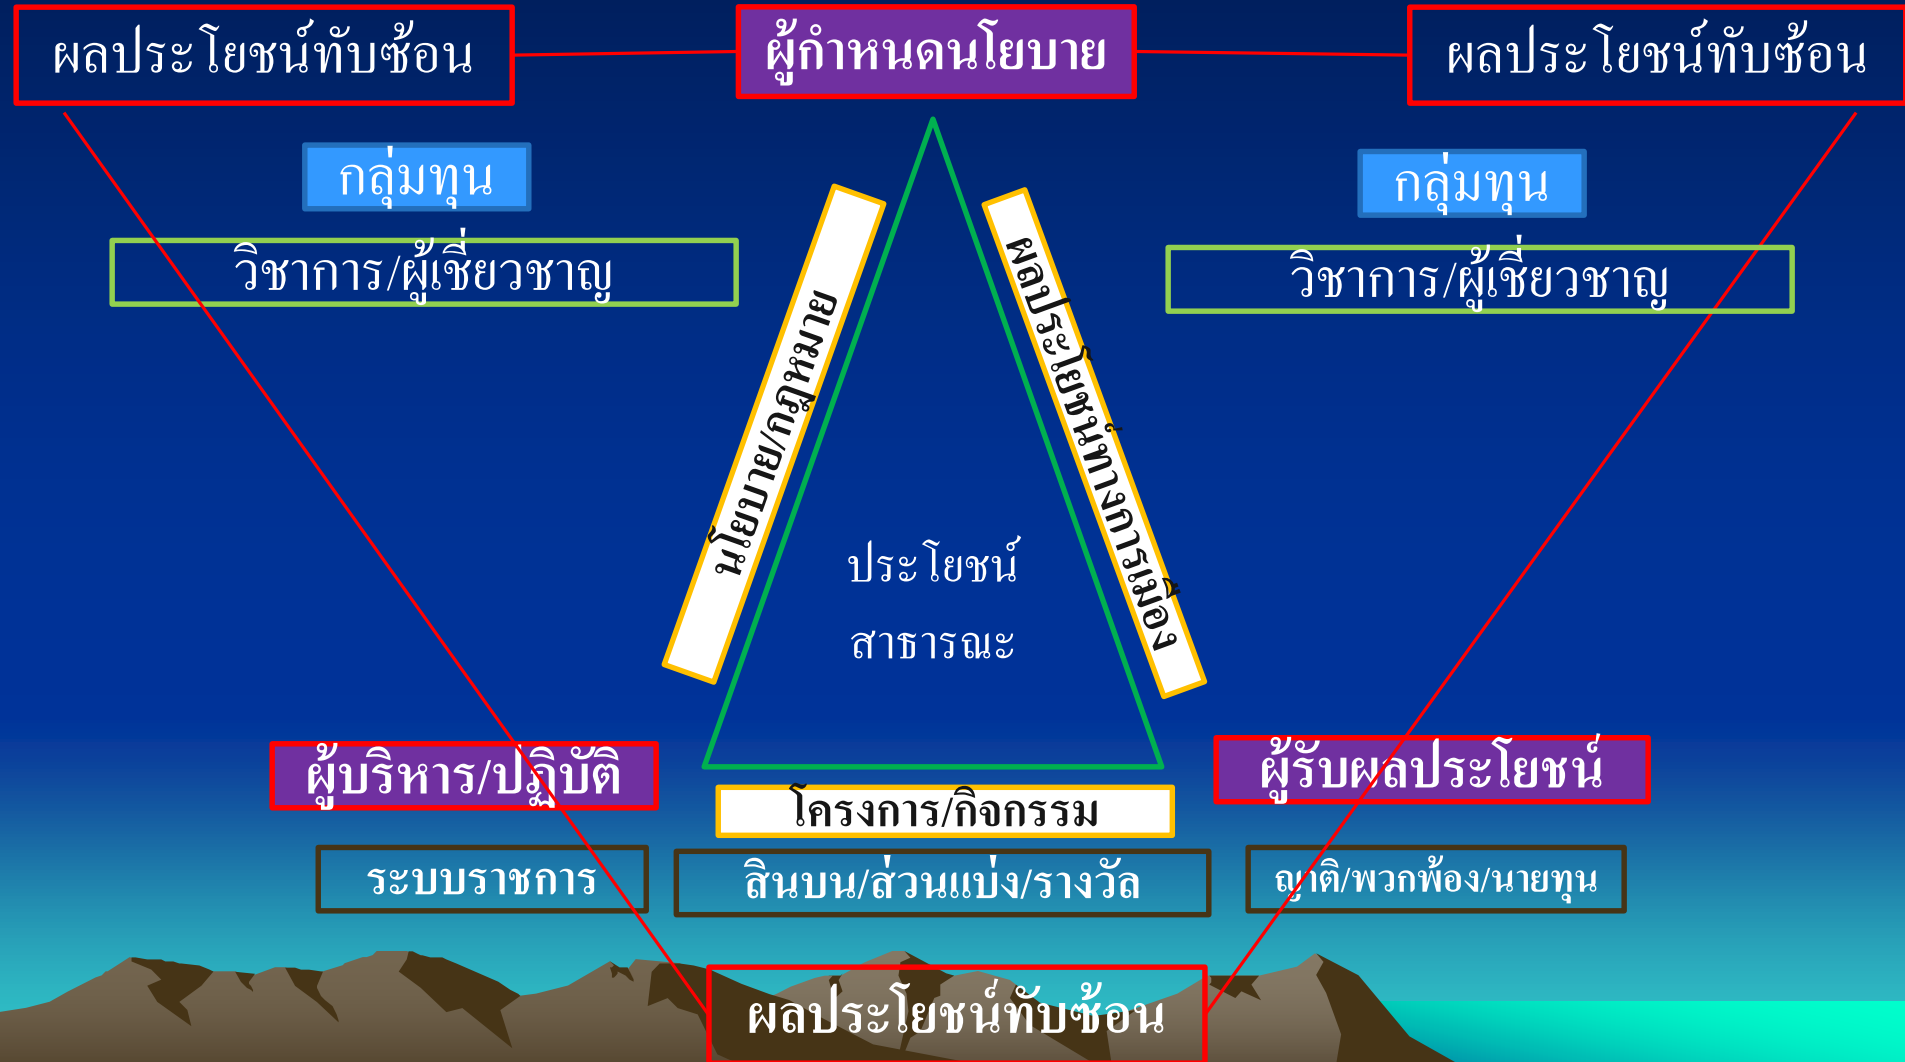 ผลประโยชน์ทับซ้อน
ผู้กำหนดนโยบาย
ผลประโยชน์ทับซ้อน
กลุ่มทุน
กลุ่มทุน
วิชาการ/ผู้เชี่ยวชาญ
วิชาการ/ผู้เชี่ยวชาญ
นโยบาย/กฎหมาย
ผลประโยชน์ทางการเมือง
ประโยชน์
สาธารณะ
ผู้บริหาร/ปฏิบัติ
ผู้รับผลประโยชน์
โครงการ/กิจกรรม
ระบบราชการ
สินบน/ส่วนแบ่ง/รางวัล
ญาติ/พวกพ้อง/นายทุน
ผลประโยชน์ทับซ้อน